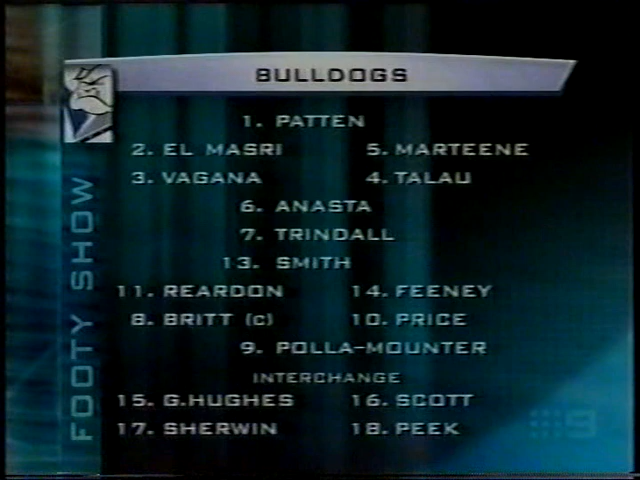 BULLDOGS
1. PATTEN
2. EL MASRI 5. MARTEENE
3. VAGANA 4. TALAU
6. ANASTA
7. TRINDALL
13. SMITH
11. REARDON 14. FEENEY
8. BRITT (c) 10. PRICE
9. POLLA-MOUNTER
INTERCHANGE
15. G.HUGHES 16. SCOTT
17. SHERWIN 18. PEEK
FOOTY SHOW
9